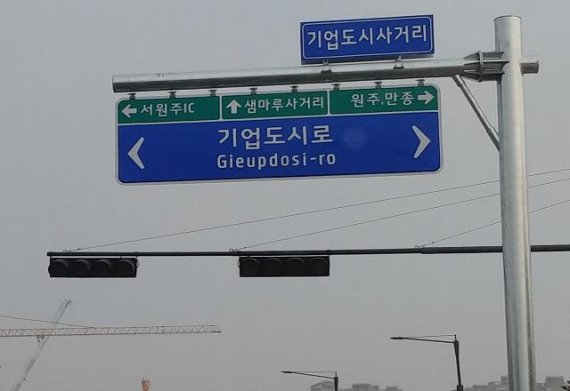 기업도시사거리
← 서원주IC ↑ 샘마루사거리 원주,만종 →
기업도시로
Gieupdosi-ro